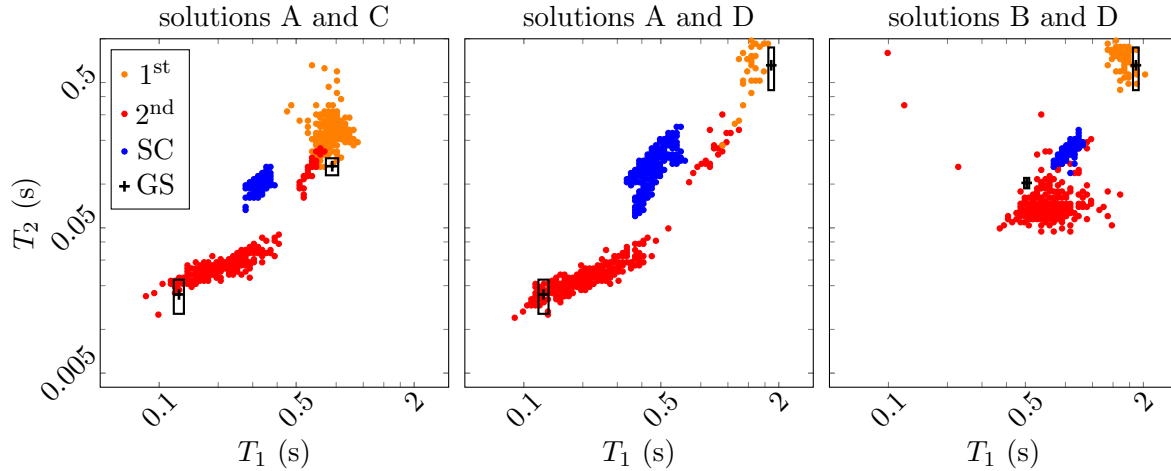 solutions A and C
solutions A and D
solutions B and D
1st
2nd
SC
GS
T2 (s)
0.5
0.05
0.005
0.1 0.5 2
0.1 0.5 2
0.1 0.5 2
T1 (s)
T1 (s)
T1 (s)